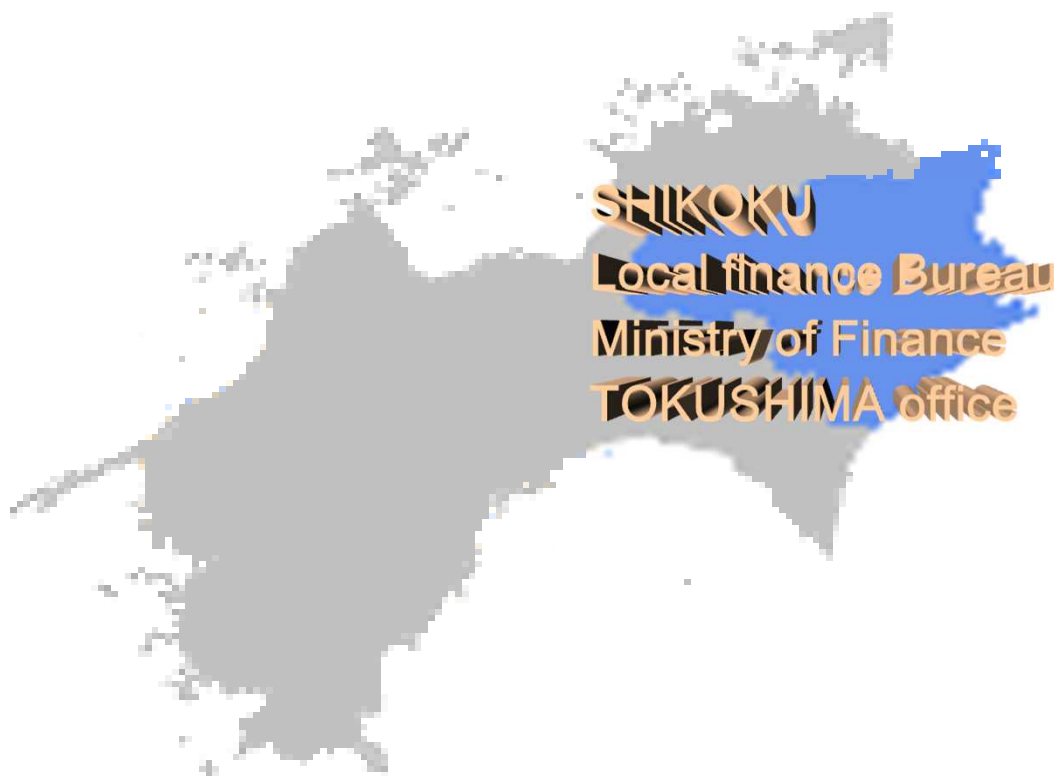 SHIKOKU
Local finance Bureau
Ministry of Finance
TOKUSHIMA office